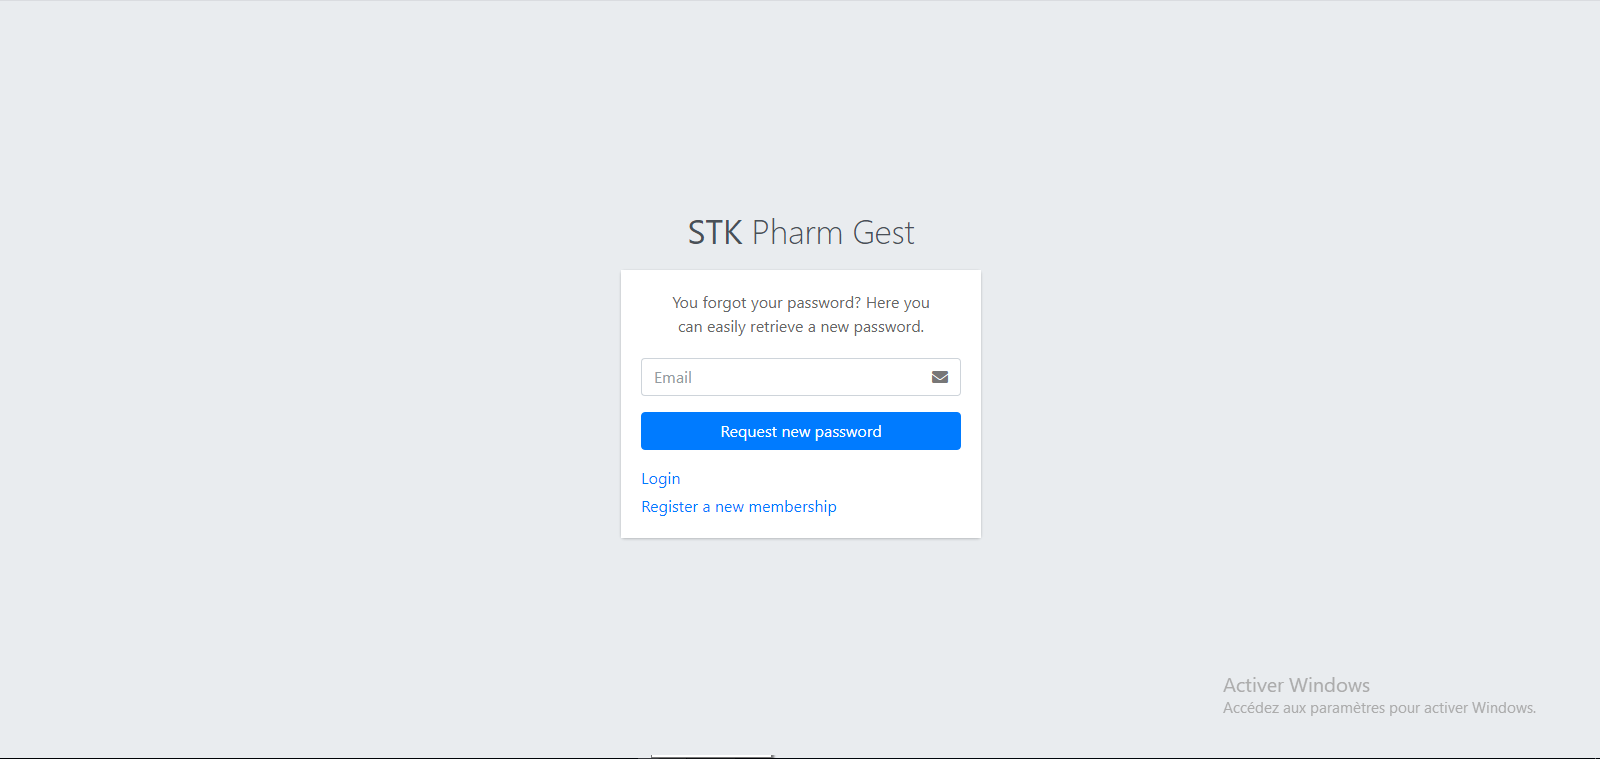 STK Pharm Gest
You forgot your password? Here you
can easily retrieve a new password.
Email
Request new password
Login
Register a new membership
Activer Windows
Accédez aux paramètres pour activer Windows.